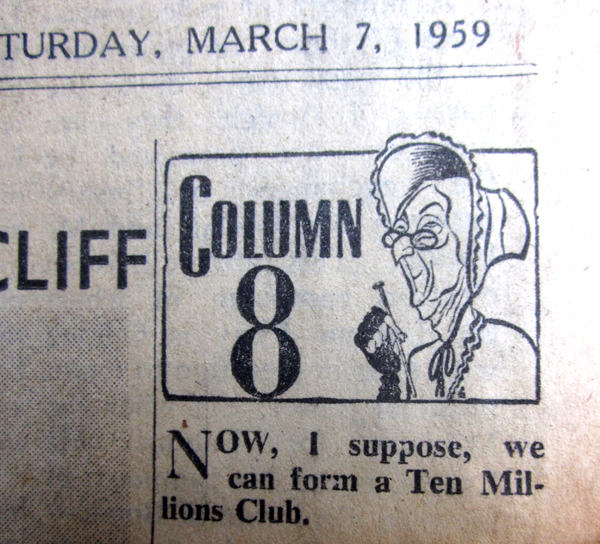 TURDAY, MARCH 7, 1959
CLIFF
COLUMN
8
NOW, I suppose, we
can form a Ten Mil-
lions Club.